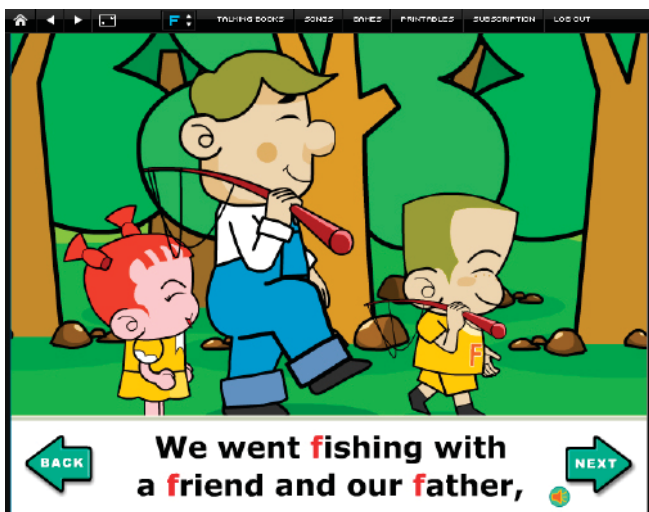 F TALKING BOOKS SONGS GAMES PRINTABLES SUBSCRIPTION LOG OUT
F
BACK
We went fishing with
a friend and our father,
NEXT